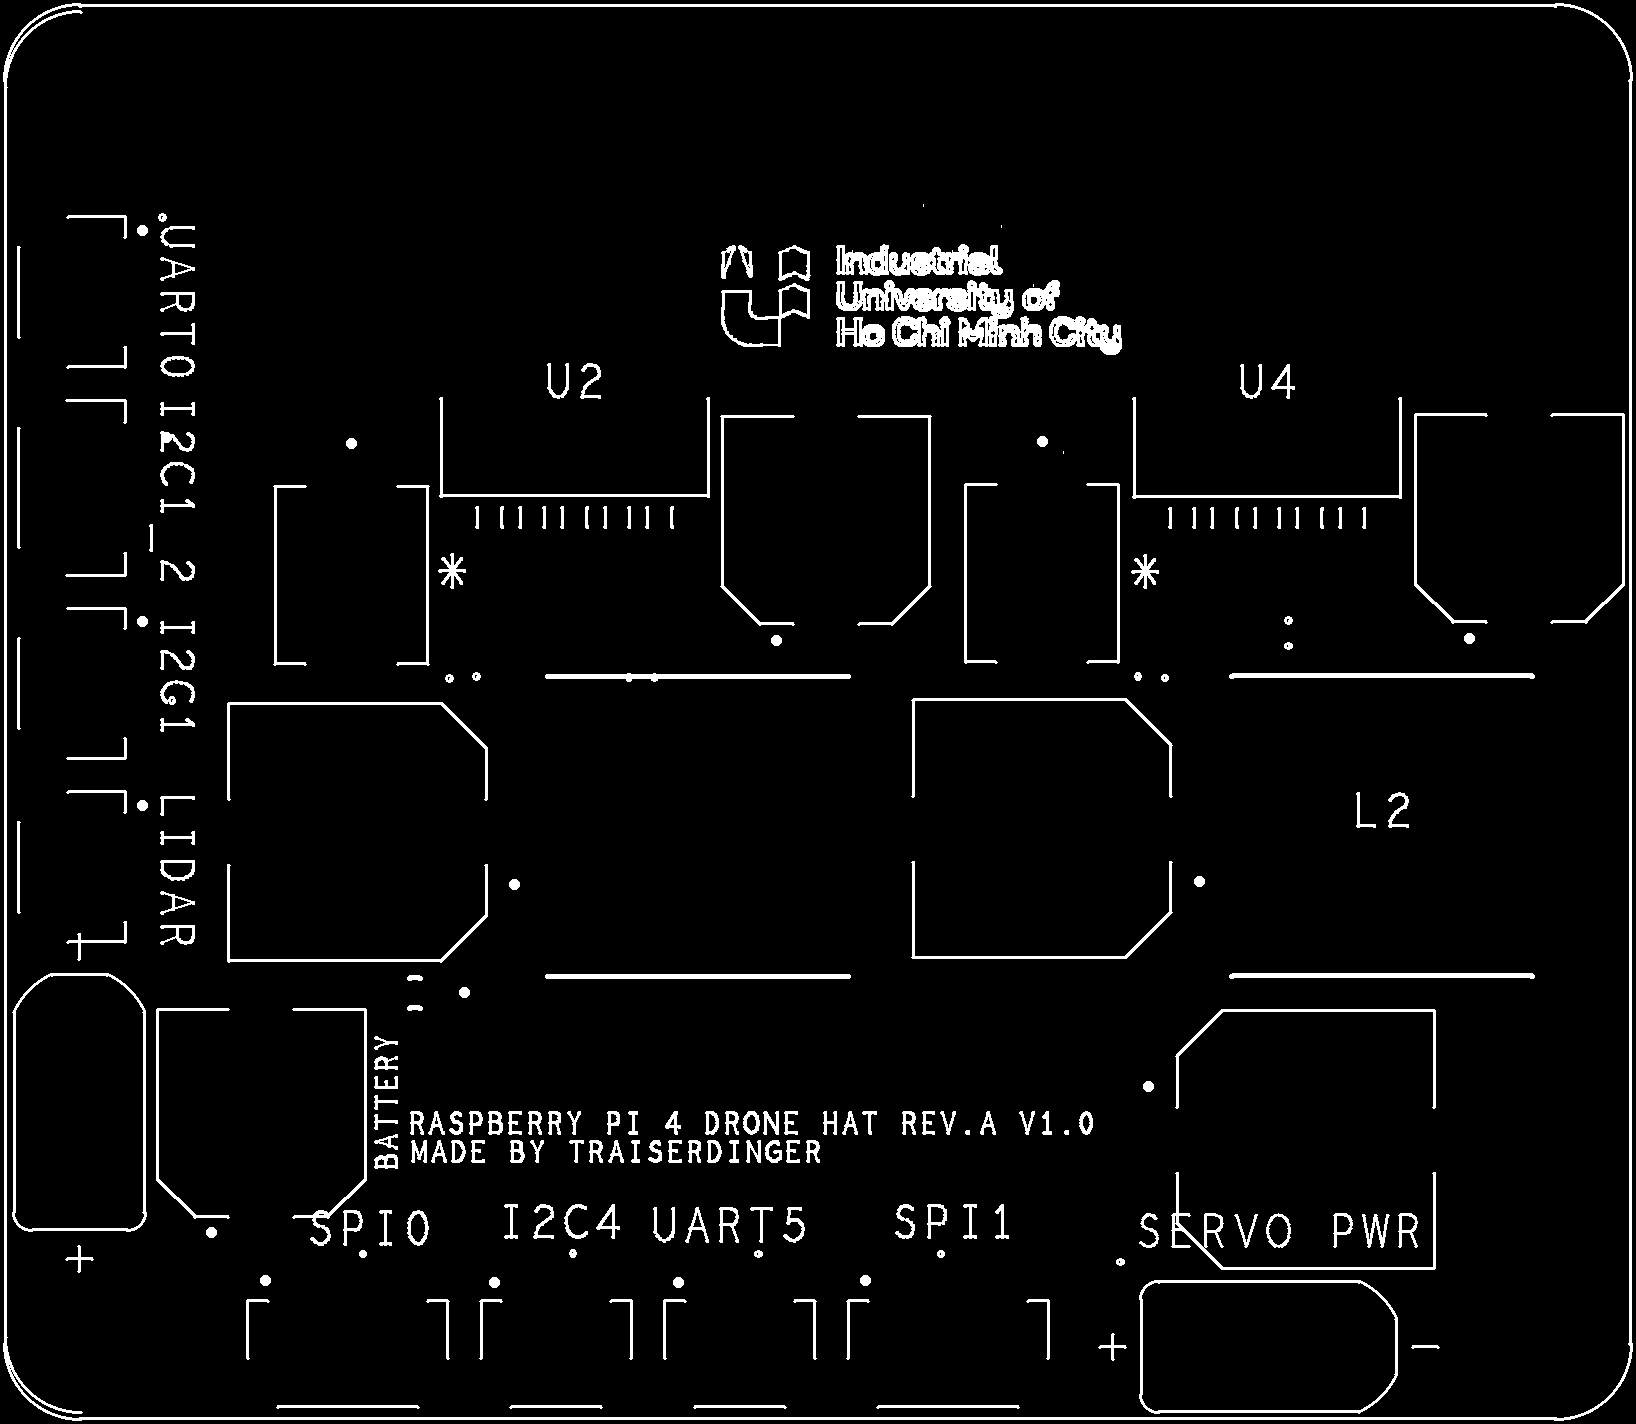 Industrial
University of
Ho Chi Minh City
U2
U4
UART0
I2C1_2
I2G1
LIDAR
L2
BATTERY
RASPBERRY PI 4 DRONE HAT REV.A V1.0
MADE BY TRAISERDINGER
SPI0
I2C4
UART5
SPI1
SERVO PWR
+
+ -